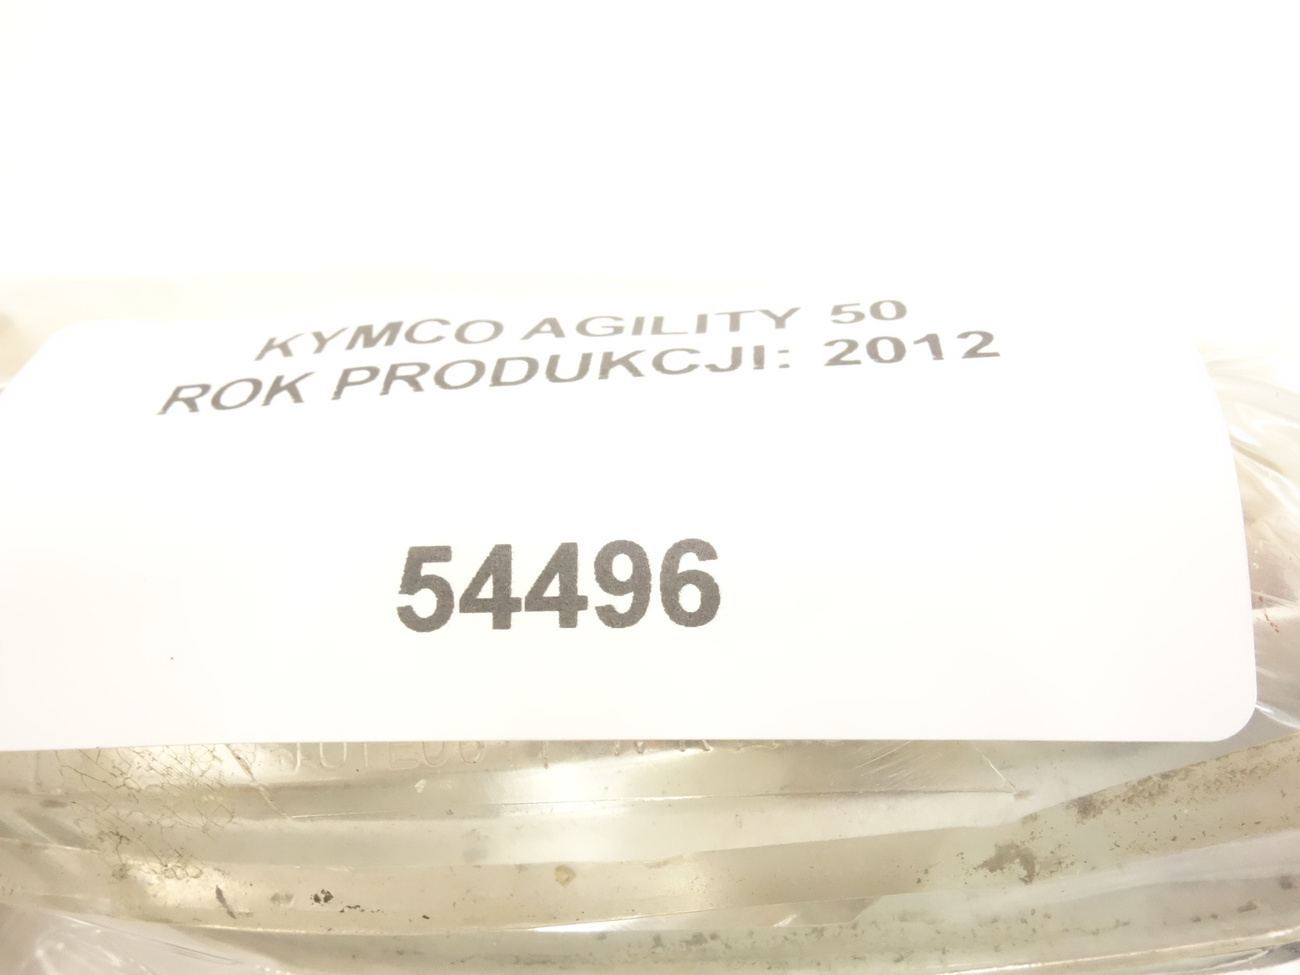 KYMCO AGILITY 50
ROK PRODUKCJI: 2012
54496